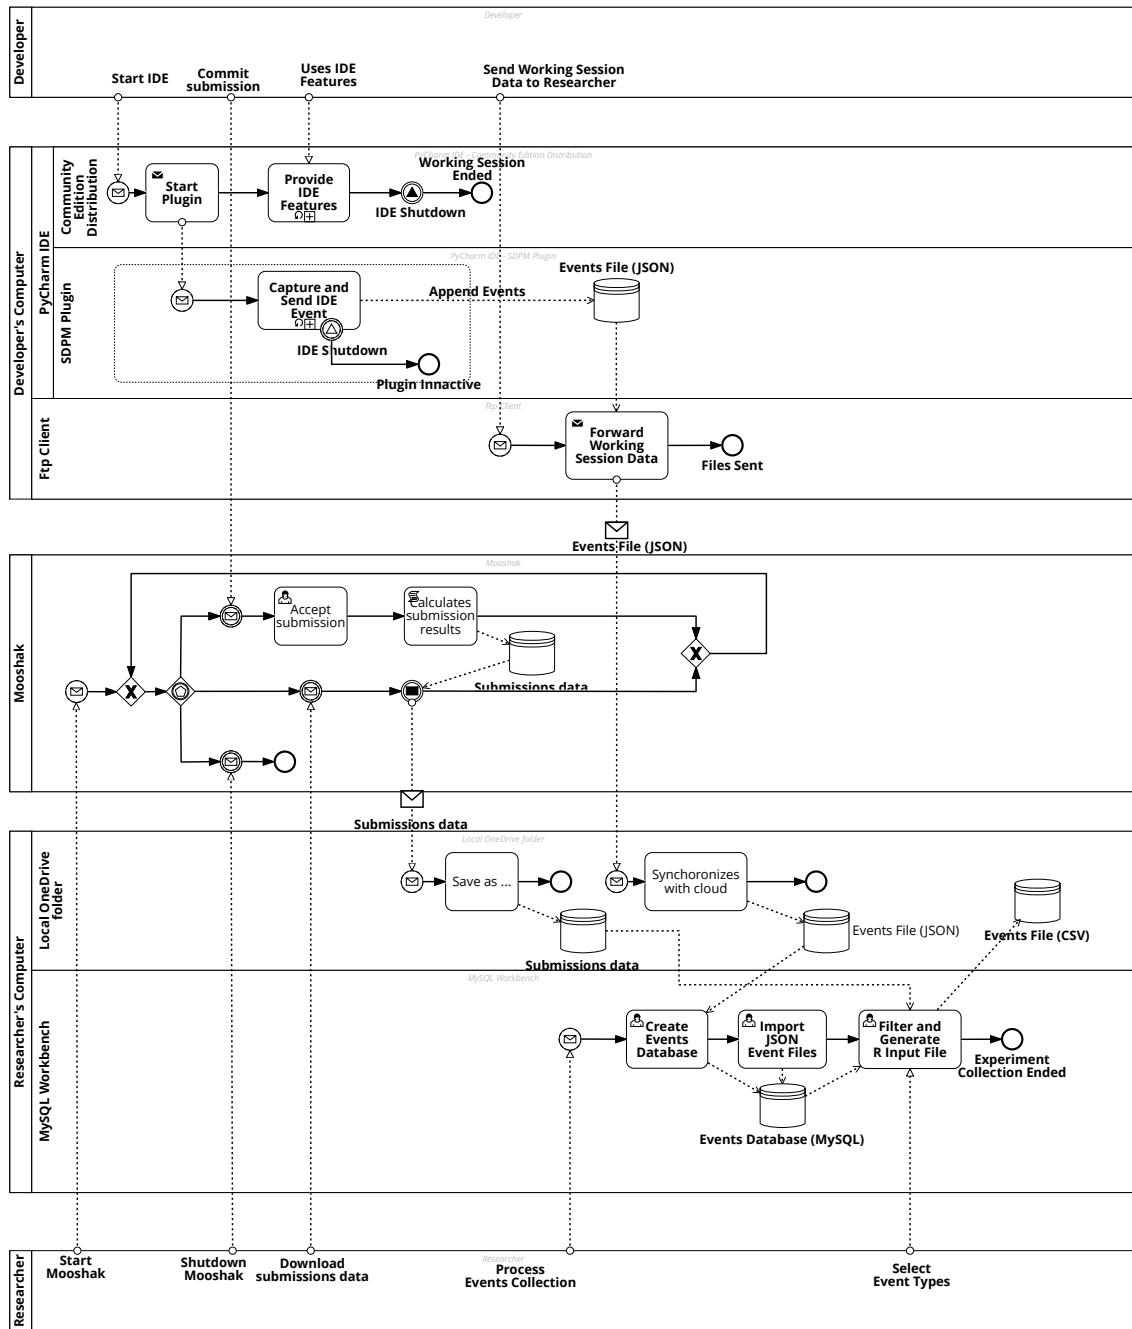 Developer
Developer
Start IDE
Commit
submission
Uses IDE
Features
Send Working Session
Data to Researcher
Developer's Computer
PyCharm IDE
Community
Edition
Distribution
PyCharm IDE - Community Edition Distribution
Start
Plugin
Provide
IDE
Features
IDE Shutdown
Working Session
Ended
SDPM Plugin
PyCharm IDE - SDPM Plugin
Capture and
Send IDE
Event
IDE Shutdown
Plugin Innactive
Append Events
Events File (JSON)
Ftp Client
Ftp Client
Forward
Working
Session Data
Files Sent
Events File (JSON)
Mooshak
Mooshak
Accept
submission
Calculates
submission
results
Submissions data
Submissions data
Researcher's Computer
Local OneDrive
folder
Local OneDrive folder
Save as ...
Synchoronizes
with cloud
Submissions data
Events File (JSON)
Events File (CSV)
MySQL Workbench
MySQL Workbench
Create
Events
Database
Import
JSON
Event Files
Filter and
Generate
R Input File
Experiment
Collection Ended
Events Database (MySQL)
Researcher
Researcher
Start
Mooshak
Shutdown
Mooshak
Download
submissions data
Process
Events Collection
Select
Event Types